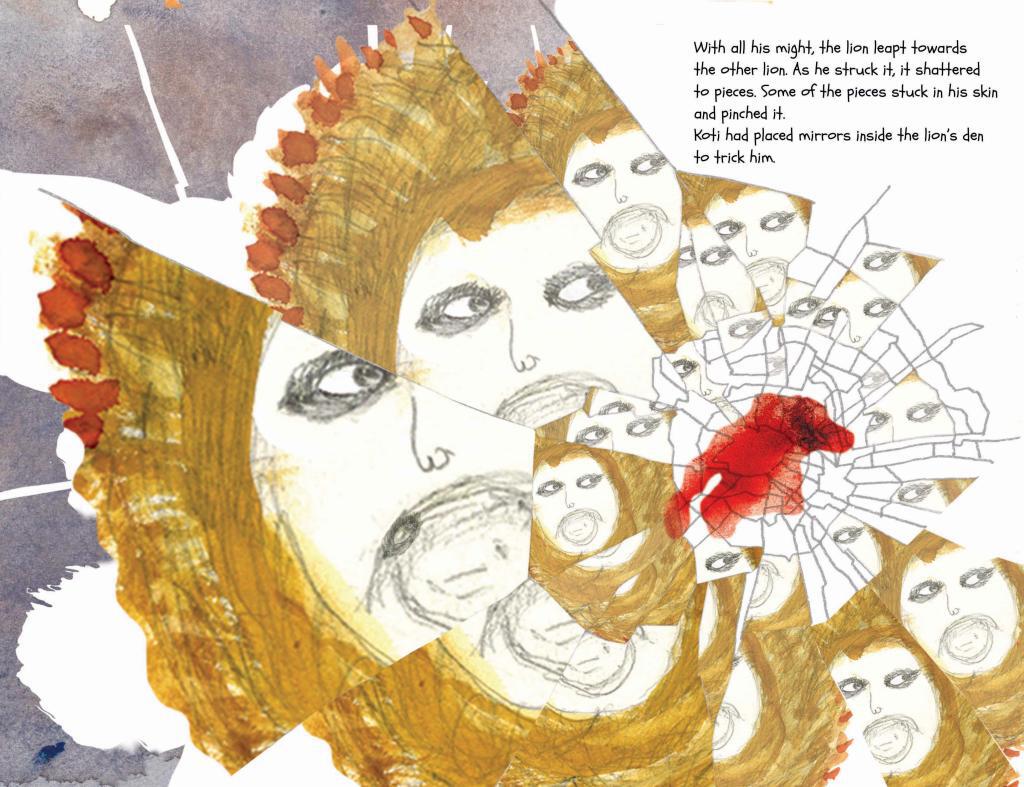 With all his might, the lion leapt towards
the other lion. As he struck it, it shattered
to pieces. Some of the pieces stuck in his skin
and pinched it.
Koti had placed mirrors inside the lion's den
to trick him.